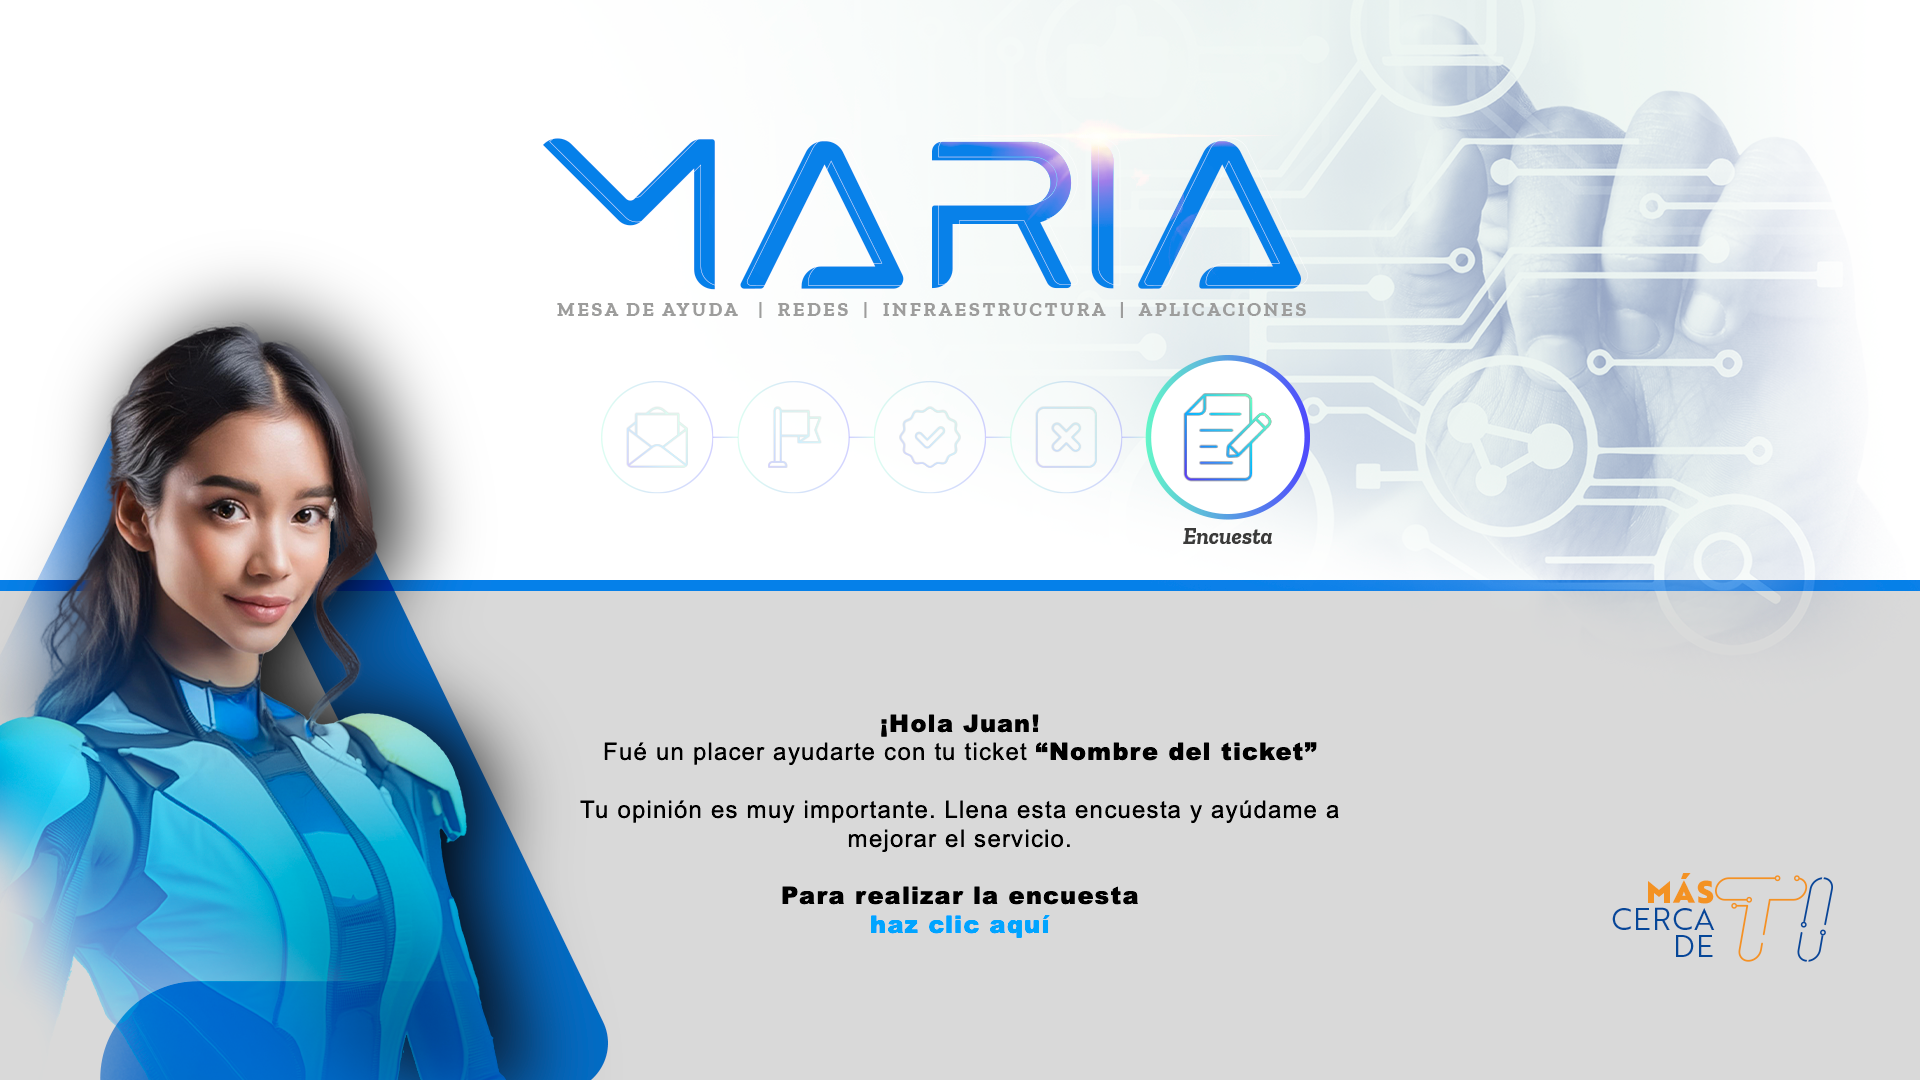 MARIA
MESA DE AYUDA | REDES | INFRAESTRUCTURA | APLICACIONES
Encuesta
¡Hola Juan!
Fué un placer ayudarte con tu ticket “Nombre del ticket”
Tu opinión es muy importante. Llena esta encuesta y ayúdame a
mejorar el servicio.
Para realizar la encuesta
haz clic aquí
MÁS
CERCA
DE
TI